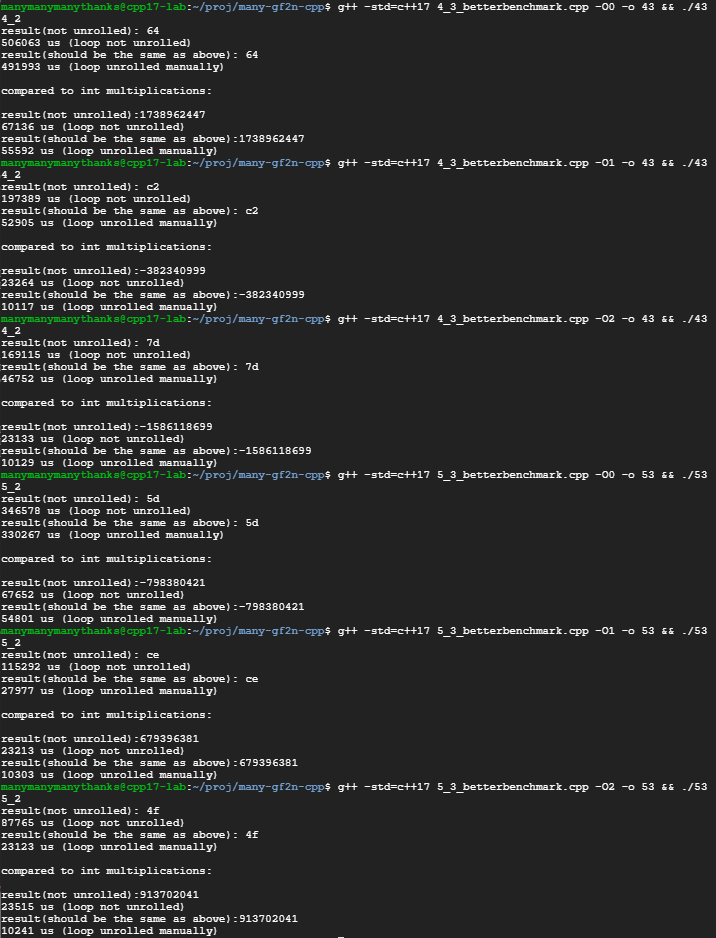 manymanymanythanks@cpp17-lab:~/proj/many-gf2n-cpp$ g++ -std=c++17 4_3_betterbenchmark.cpp -O0 -o 43 && ./43
4_2
result(not unrolled): 64
506063 us (loop not unrolled)
result(should be the same as above): 64
491993 us (loop unrolled manually)

compared to int multiplications:

result(not unrolled):1738962447
67136 us (loop not unrolled)
result(should be the same as above):1738962447
55592 us (loop unrolled manually)
manymanymanythanks@cpp17-lab:~/proj/many-gf2n-cpp$ g++ -std=c++17 4_3_betterbenchmark.cpp -O1 -o 43 && ./43
4_2
result(not unrolled): c2
197389 us (loop not unrolled)
result(should be the same as above): c2
52905 us (loop unrolled manually)

compared to int multiplications:

result(not unrolled):-382340999
23264 us (loop not unrolled)
result(should be the same as above):-382340999
10117 us (loop unrolled manually)
manymanymanythanks@cpp17-lab:~/proj/many-gf2n-cpp$ g++ -std=c++17 4_3_betterbenchmark.cpp -O2 -o 43 && ./43
4_2
result(not unrolled): 7d
169115 us (loop not unrolled)
result(should be the same as above): 7d
46752 us (loop unrolled manually)

compared to int multiplications:

result(not unrolled):-1586118699
23133 us (loop not unrolled)
result(should be the same as above):-1586118699
10129 us (loop unrolled manually)
manymanymanythanks@cpp17-lab:~/proj/many-gf2n-cpp$ g++ -std=c++17 5_3_betterbenchmark.cpp -O0 -o 53 && ./53
5_2
result(not unrolled): 5d
346578 us (loop not unrolled)
result(should be the same as above): 5d
330267 us (loop unrolled manually)

compared to int multiplications:

result(not unrolled):-798380421
67652 us (loop not unrolled)
result(should be the same as above):-798380421
54801 us (loop unrolled manually)
manymanymanythanks@cpp17-lab:~/proj/many-gf2n-cpp$ g++ -std=c++17 5_3_betterbenchmark.cpp -O1 -o 53 && ./53
5_2
result(not unrolled): ce
115292 us (loop not unrolled)
result(should be the same as above): ce
27977 us (loop unrolled manually)

compared to int multiplications:

result(not unrolled):679396381
23213 us (loop not unrolled)
result(should be the same as above):679396381
10303 us (loop unrolled manually)
manymanymanythanks@cpp17-lab:~/proj/many-gf2n-cpp$ g++ -std=c++17 5_3_betterbenchmark.cpp -O2 -o 53 && ./53
5_2
result(not unrolled): 4f
87765 us (loop not unrolled)
result(should be the same as above): 4f
23123 us (loop unrolled manually)

compared to int multiplications:

result(not unrolled):913702041
23515 us (loop not unrolled)
result(should be the same as above):913702041
10241 us (loop unrolled manually)